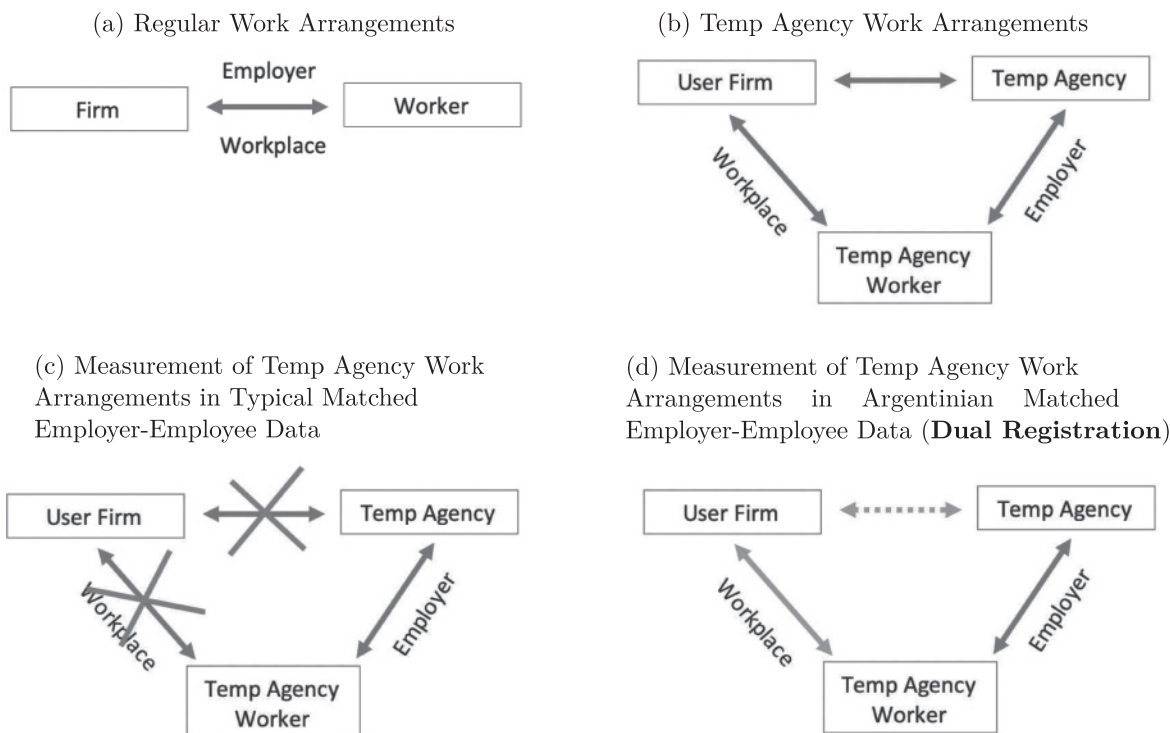 (a) Regular Work Arrangements
Employer
Firm
Worker
Workplace
(b) Temp Agency Work Arrangements
User Firm
Temp Agency
Workplace
Employer
Temp Agency
Worker
(c) Measurement of Temp Agency Work
Arrangements in Typical Matched
Employer-Employee Data
User Firm
Temp Agency
Workplace
Employer
Temp Agency
Worker
(d) Measurement of Temp Agency Work
Arrangements in Argentinian Matched
Employer-Employee Data (Dual Registration)
User Firm
Temp Agency
Workplace
Employer
Temp Agency
Worker